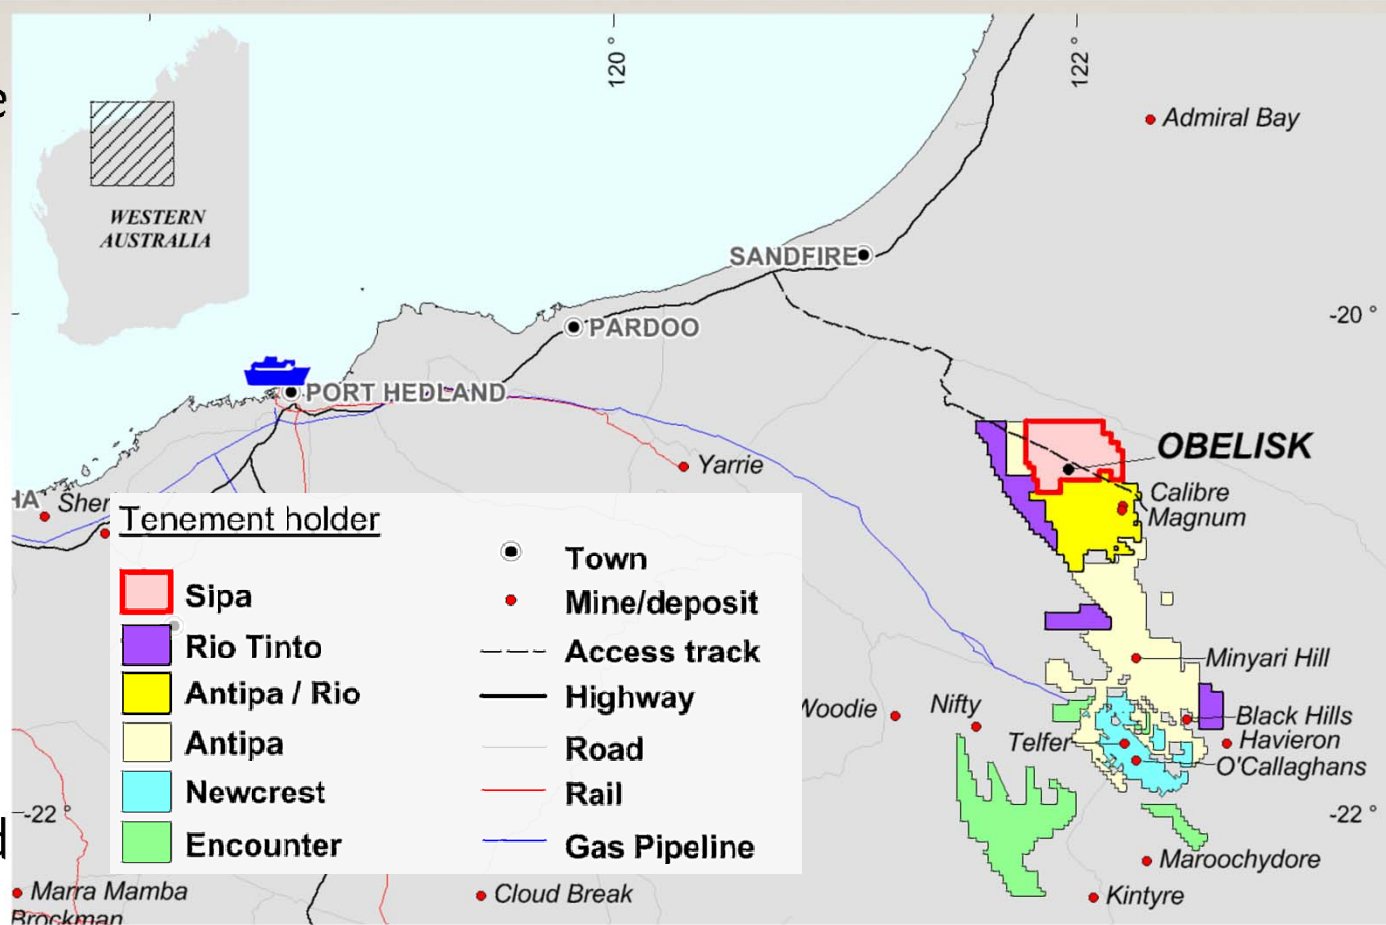 e
120 °
122 °
Admiral Bay
WESTERN
AUSTRALIA
SANDFIRE
-20 °
PARDOO
PORT HEDLAND
OBELISK
Yarrie
Calibre
Magnum
HA
Sher
Tenement holder
Sipa
Rio Tinto
Antipa / Rio
Antipa
Newcrest
Encounter
Town
Mine/deposit
Access track
Highway
Road
Rail
Gas Pipeline
Minyari Hill
Woodie
Nifty
Black Hills
Telfer
Havieron
O'Callaghans
-22 °
-22 °
d
Maroochydore
Marra Mamba
Cloud Break
Kintyre
Brockman